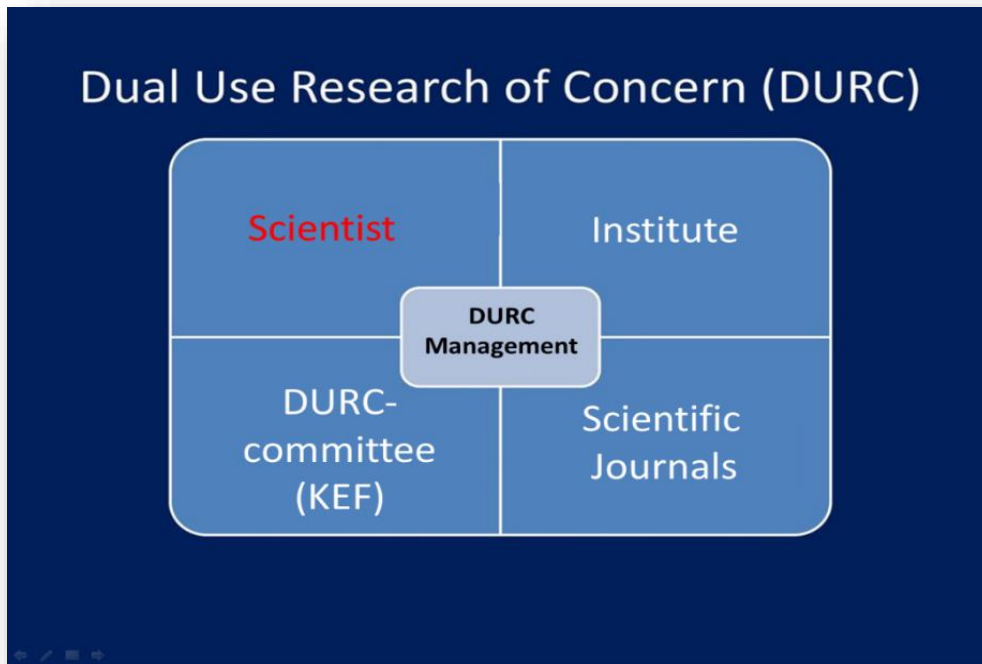 Dual Use Research of Concern (DURC)
Scientist
Institute
DURC
Management
DURC-
committee
(KEF)
Scientific
Journals